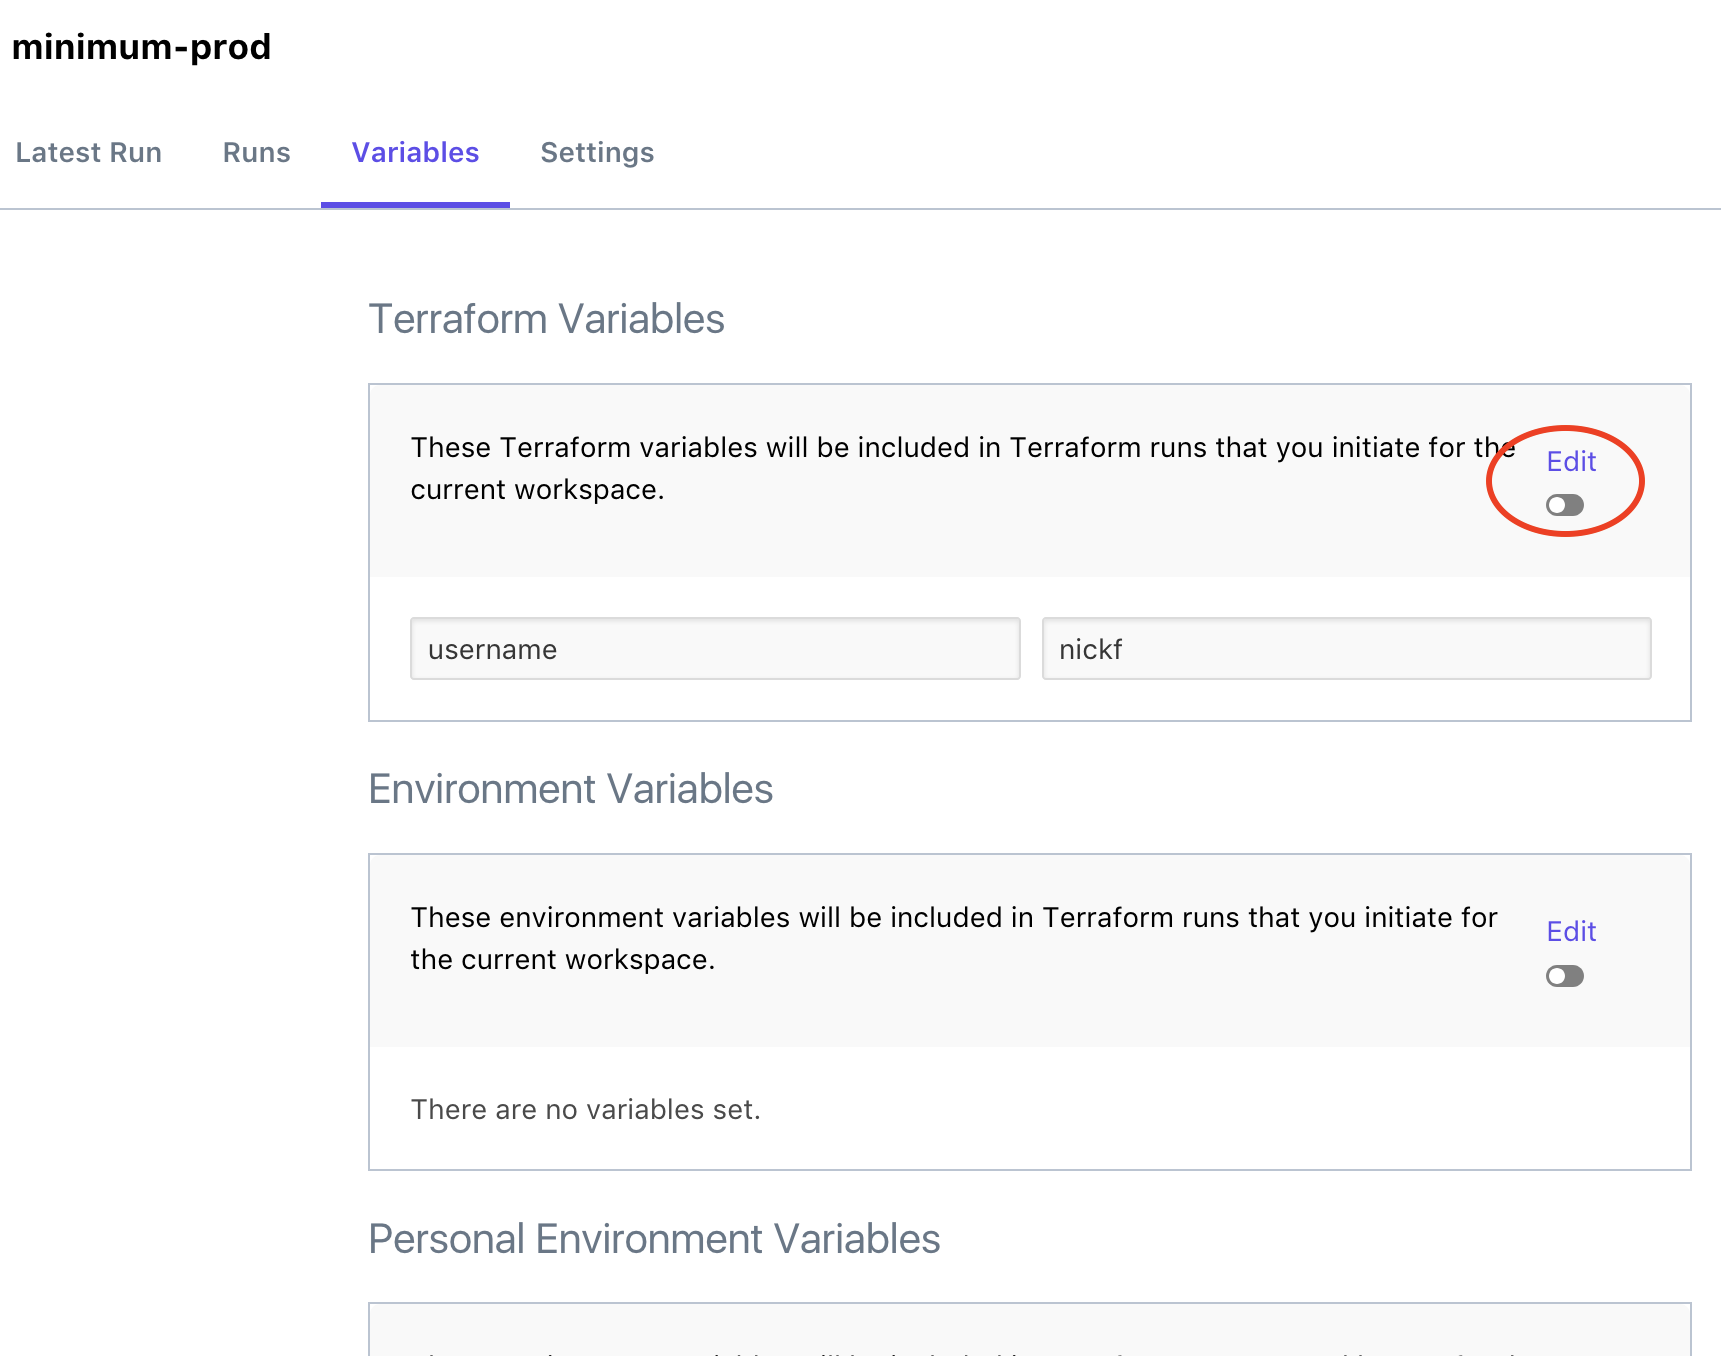 minimum-prod
Latest Run Runs Variables Settings
Terraform Variables
These Terraform variables will be included in Terraform runs that you initiate for the
current workspace.
Edit
username nickf
Environment Variables
These environment variables will be included in Terraform runs that you initiate for
the current workspace.
Edit
There are no variables set.
Personal Environment Variables